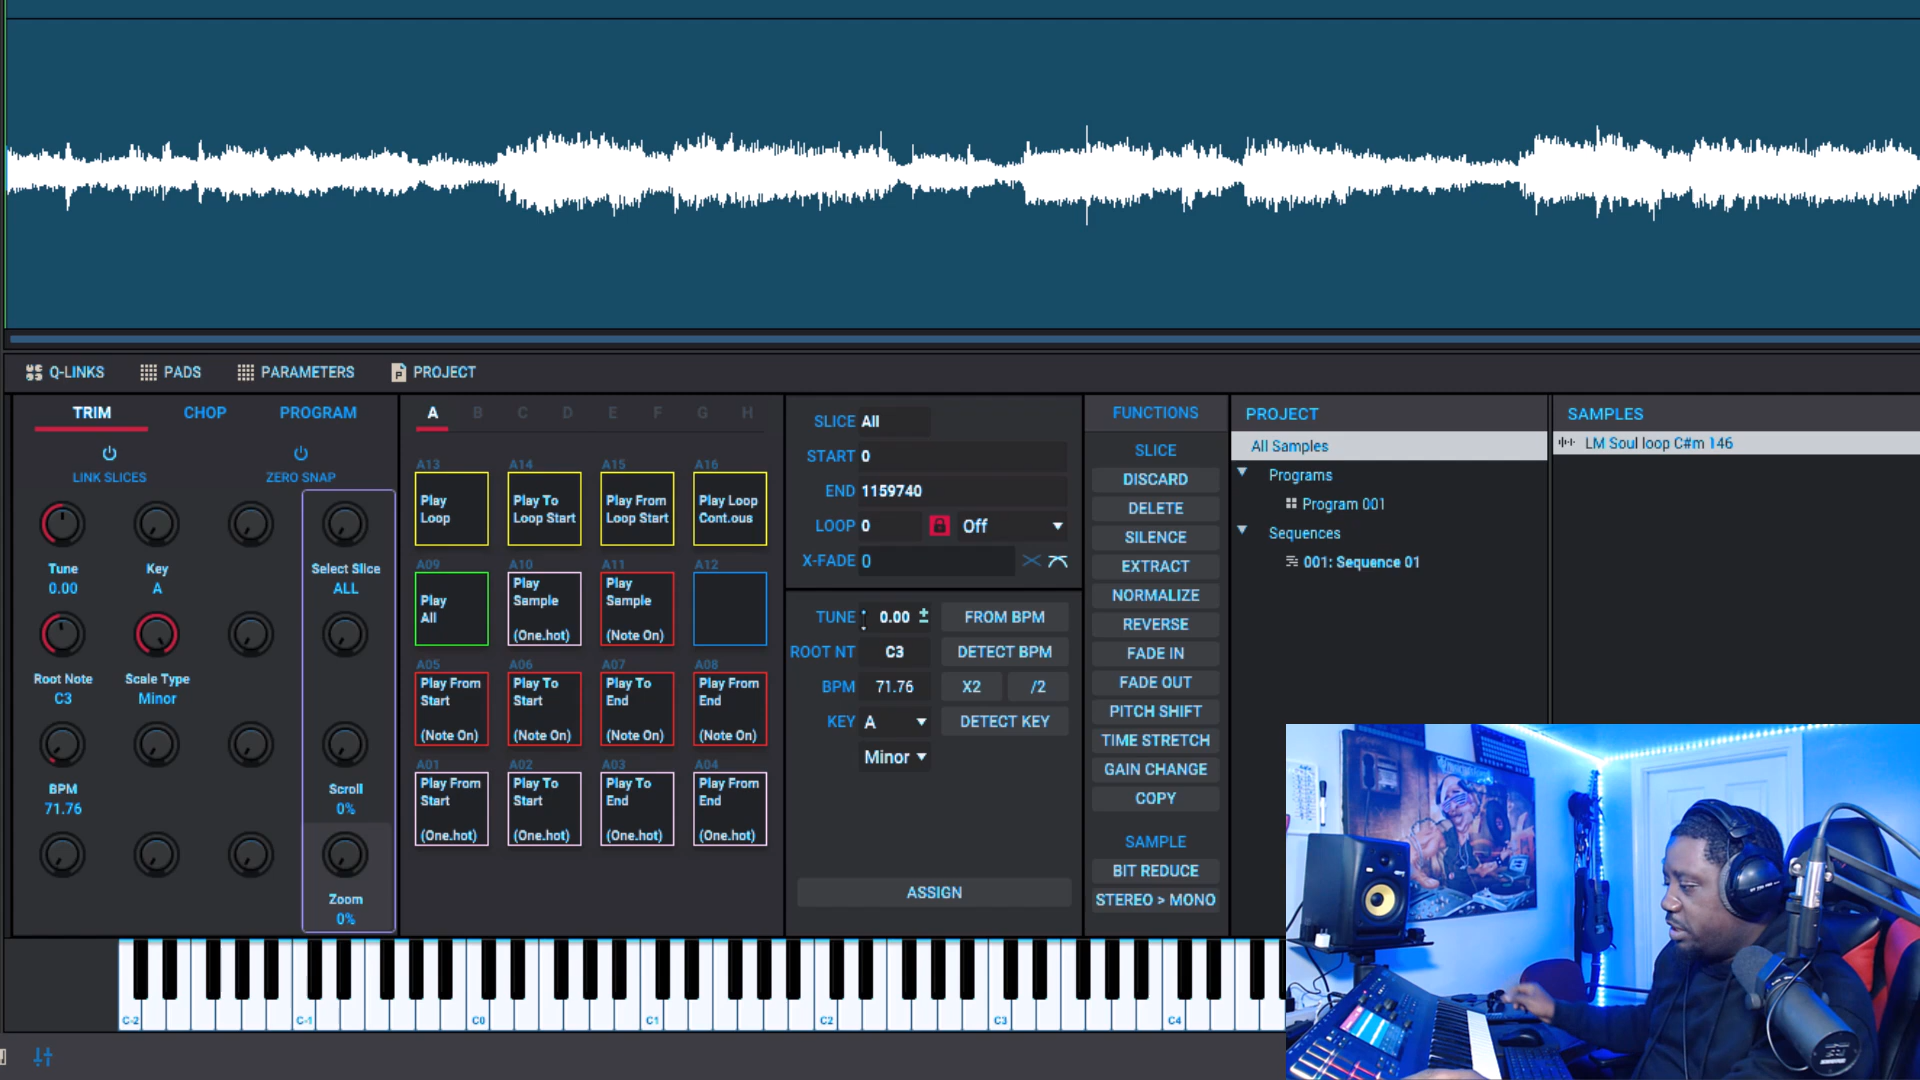 Q-LINKS PADS PARAMETERS PROJECT
TRIM CHOP PROGRAM
LINK SLICES ZERO SNAP
Tune
0.00
Key
A
Select Slice
ALL
Root Note
C3
Scale Type
Minor
BPM
71.76
Scroll
0%
Zoom
0%
A B C D E F G H
A13 A14 A15 A16
Play
Loop
Play To
Loop Start
Play From
Loop Start
Play Loop
Cont.ous
A09 A10 A11 A12
Play
All
Play
Sample
(One.hot)
Play
Sample
(Note On)
A05 A06 A07 A08
Play From
Start
(Note On)
Play To
Start
(Note On)
Play To
End
(Note On)
Play From
End
(Note On)
A01 A02 A03 A04
Play From
Start
(One.hot)
Play To
Start
(One.hot)
Play To
End
(One.hot)
Play From
End
(One.hot)
SLICE All
START 0
END 1159740
LOOP 0 Off
X-FADE 0
TUNE 0.00 FROM BPM
ROOT NT C3 DETECT BPM
BPM 71.76 X2 /2
KEY A DETECT KEY
Minor
ASSIGN
FUNCTIONS
SLICE
DISCARD
DELETE
SILENCE
EXTRACT
NORMALIZE
REVERSE
FADE IN
FADE OUT
PITCH SHIFT
TIME STRETCH
GAIN CHANGE
COPY
SAMPLE
BIT REDUCE
STEREO > MONO
PROJECT
All Samples
Programs
Program 001
Sequences
001: Sequence 01
SAMPLES
LM Soul loop C#m 146
C-2 C-1 C0 C1 C2 C3 C4